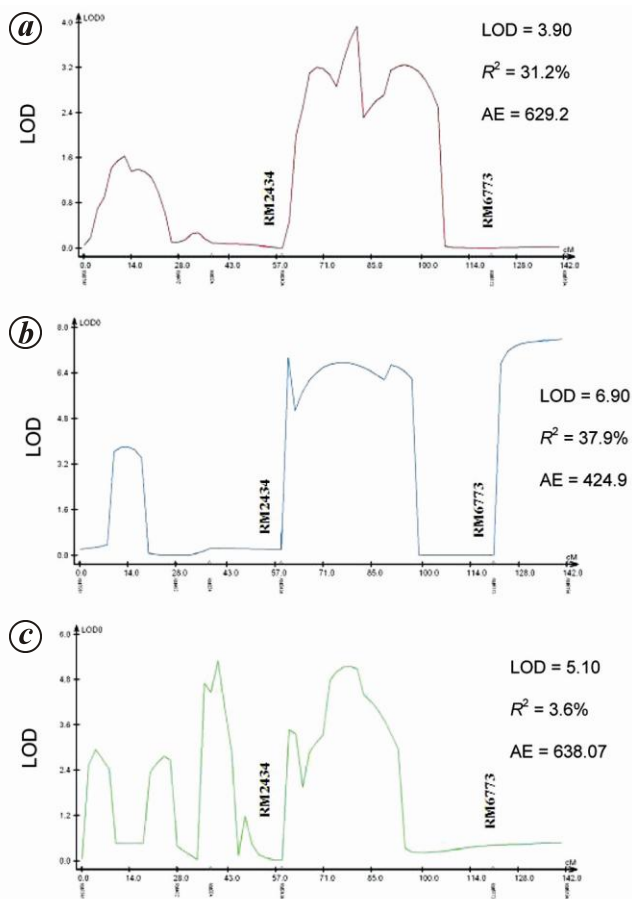 a
LOD0
LOD = 3.90
R² = 31.2%
AE = 629.2
LOD
4.0
3.2
2.4
1.6
0.8
0.0
RM2434
RM6773
cM
0.0 14.0 28.0 43.0 57.0 71.0 85.0 100.0 114.0 128.0 142.0
b
LOD0
LOD = 6.90
R² = 37.9%
AE = 424.9
LOD
8.0
6.4
4.8
3.2
1.6
0.0
RM2434
RM6773
cM
0.0 14.0 28.0 43.0 57.0 71.0 85.0 100.0 114.0 128.0 142.0
c
LOD0
LOD = 5.10
R² = 3.6%
AE = 638.07
LOD
6.0
4.8
3.6
2.4
1.2
0.0
RM2434
RM6773
cM
0.0 14.0 28.0 43.0 57.0 71.0 85.0 100.0 114.0 128.0 142.0